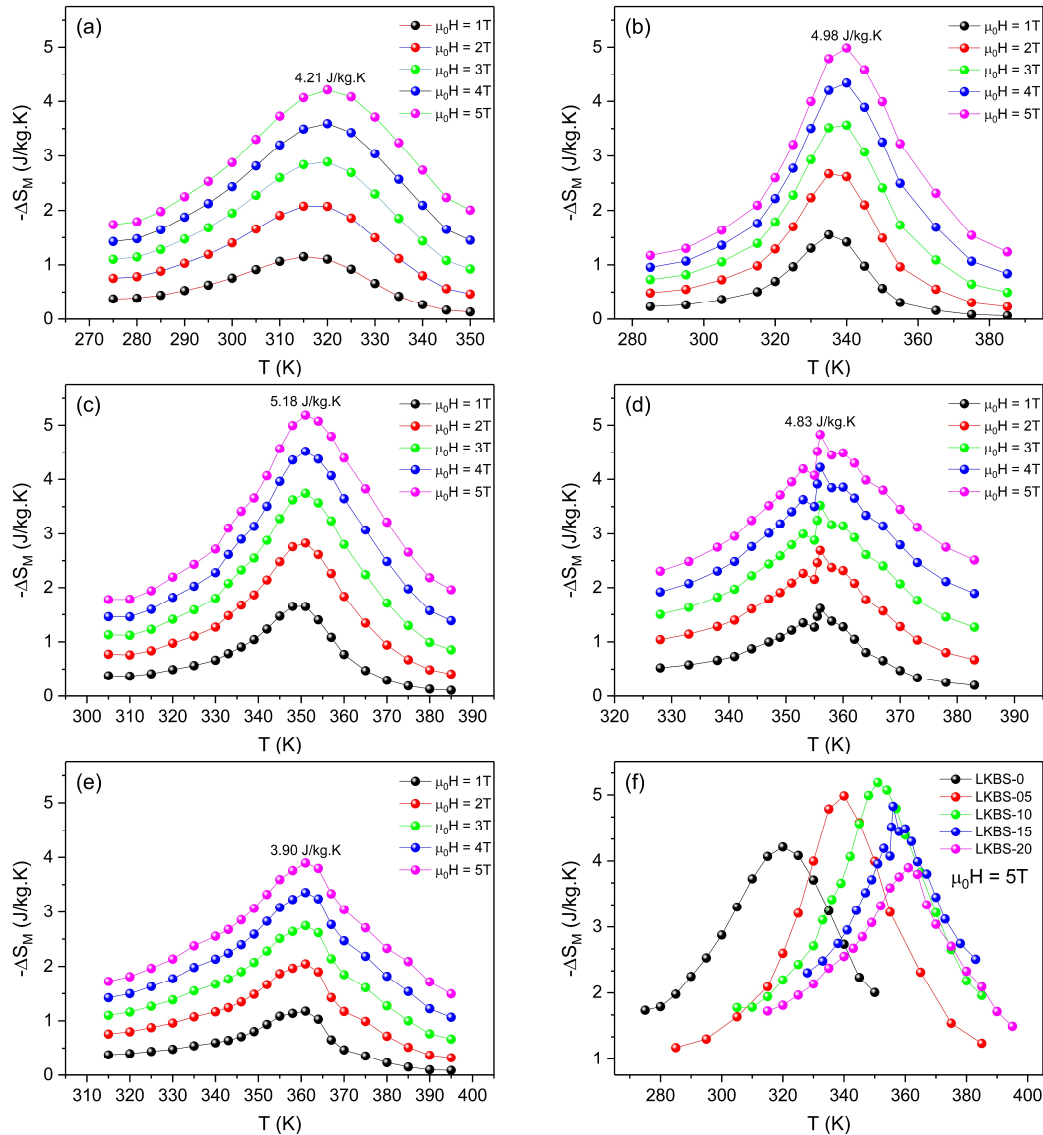 (a)
4.21 J/kg.K
μ₀H = 1T
μ₀H = 2T
μ₀H = 3T
μ₀H = 4T
μ₀H = 5T
-ΔS_M (J/kg.K)
5
4
3
2
1
0
270 280 290 300 310 320 330 340 350
T (K)
(b)
4.98 J/kg.K
μ₀H = 1T
μ₀H = 2T
μ₀H = 3T
μ₀H = 4T
μ₀H = 5T
-ΔS_M (J/kg.K)
5
4
3
2
1
0
280 300 320 340 360 380
T (K)
(c)
5.18 J/kg.K
μ₀H = 1T
μ₀H = 2T
μ₀H = 3T
μ₀H = 4T
μ₀H = 5T
-ΔS_M (J/kg.K)
5
4
3
2
1
0
300 310 320 330 340 350 360 370 380 390
T (K)
(d)
4.83 J/kg.K
μ₀H = 1T
μ₀H = 2T
μ₀H = 3T
μ₀H = 4T
μ₀H = 5T
-ΔS_M (J/kg.K)
5
4
3
2
1
0
320 330 340 350 360 370 380 390
T (K)
(e)
3.90 J/kg.K
μ₀H = 1T
μ₀H = 2T
μ₀H = 3T
μ₀H = 4T
μ₀H = 5T
-ΔS_M (J/kg.K)
5
4
3
2
1
0
310 320 330 340 350 360 370 380 390 400
T (K)
(f)
LKBS-0
LKBS-05
LKBS-10
LKBS-15
LKBS-20
μ₀H = 5T
-ΔS_M (J/kg.K)
5
4
3
2
1
280 300 320 340 360 380 400
T (K)